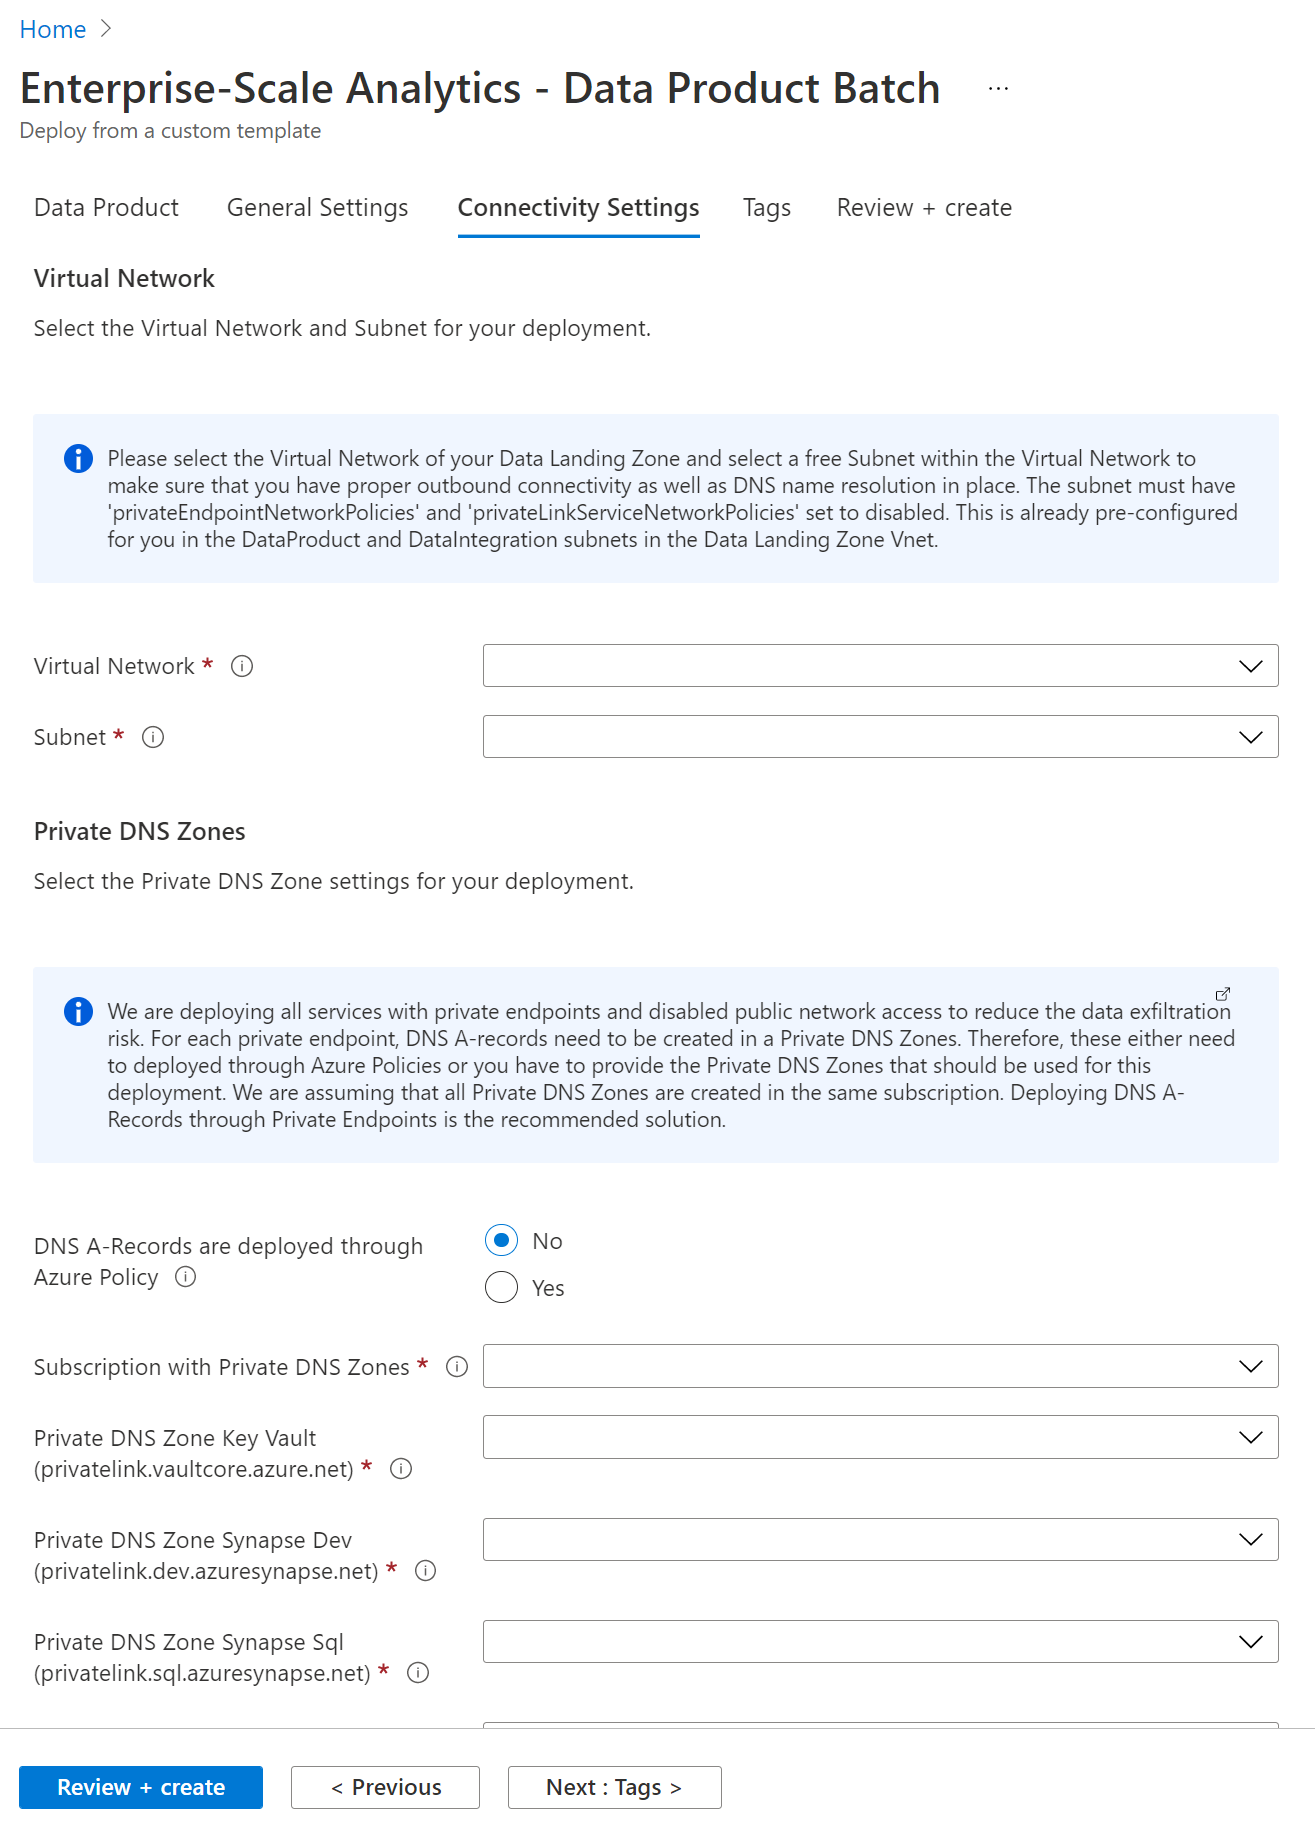 Home >
Enterprise-Scale Analytics - Data Product Batch ...
Deploy from a custom template
Data Product General Settings Connectivity Settings Tags Review + create
Virtual Network
Select the Virtual Network and Subnet for your deployment.
Please select the Virtual Network of your Data Landing Zone and select a free Subnet within the Virtual Network to
make sure that you have proper outbound connectivity as well as DNS name resolution in place. The subnet must have
'privateEndpointNetworkPolicies' and 'privateLinkServiceNetworkPolicies' set to disabled. This is already pre-configured
for you in the DataProduct and DataIntegration subnets in the Data Landing Zone Vnet.
Virtual Network *
Subnet *
Private DNS Zones
Select the Private DNS Zone settings for your deployment.
We are deploying all services with private endpoints and disabled public network access to reduce the data exfiltration
risk. For each private endpoint, DNS A-records need to be created in a Private DNS Zones. Therefore, these either need
to deployed through Azure Policies or you have to provide the Private DNS Zones that should be used for this
deployment. We are assuming that all Private DNS Zones are created in the same subscription. Deploying DNS A-
Records through Private Endpoints is the recommended solution.
DNS A-Records are deployed through
Azure Policy
No
Yes
Subscription with Private DNS Zones *
Private DNS Zone Key Vault
(privatelink.vaultcore.azure.net) *
Private DNS Zone Synapse Dev
(privatelink.dev.azuresynapse.net) *
Private DNS Zone Synapse Sql
(privatelink.sql.azuresynapse.net) *
Review + create < Previous Next : Tags >